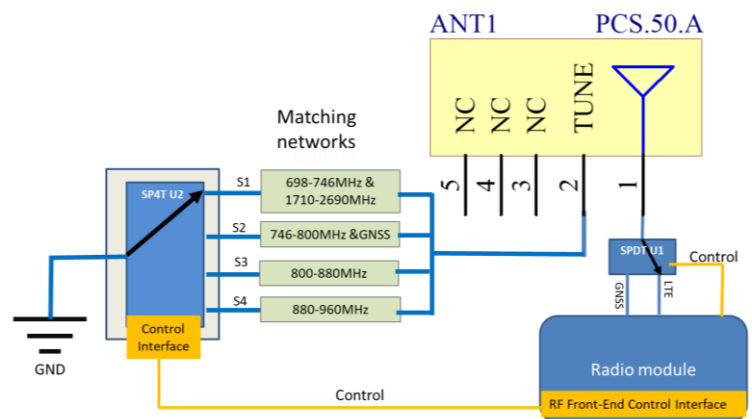 ANT1
PCS.50.A
NC
NC
NC
TUNE
5
4
3
2
1
Matching
networks
SP4T U2
S1
698-746MHz &
1710-2690MHz
S2
746-800MHz &GNSS
S3
800-880MHz
S4
880-960MHz
SPDT U1
Control
GNSS
LTE
Control
Interface
GND
Radio module
Control
RF Front-End Control Interface